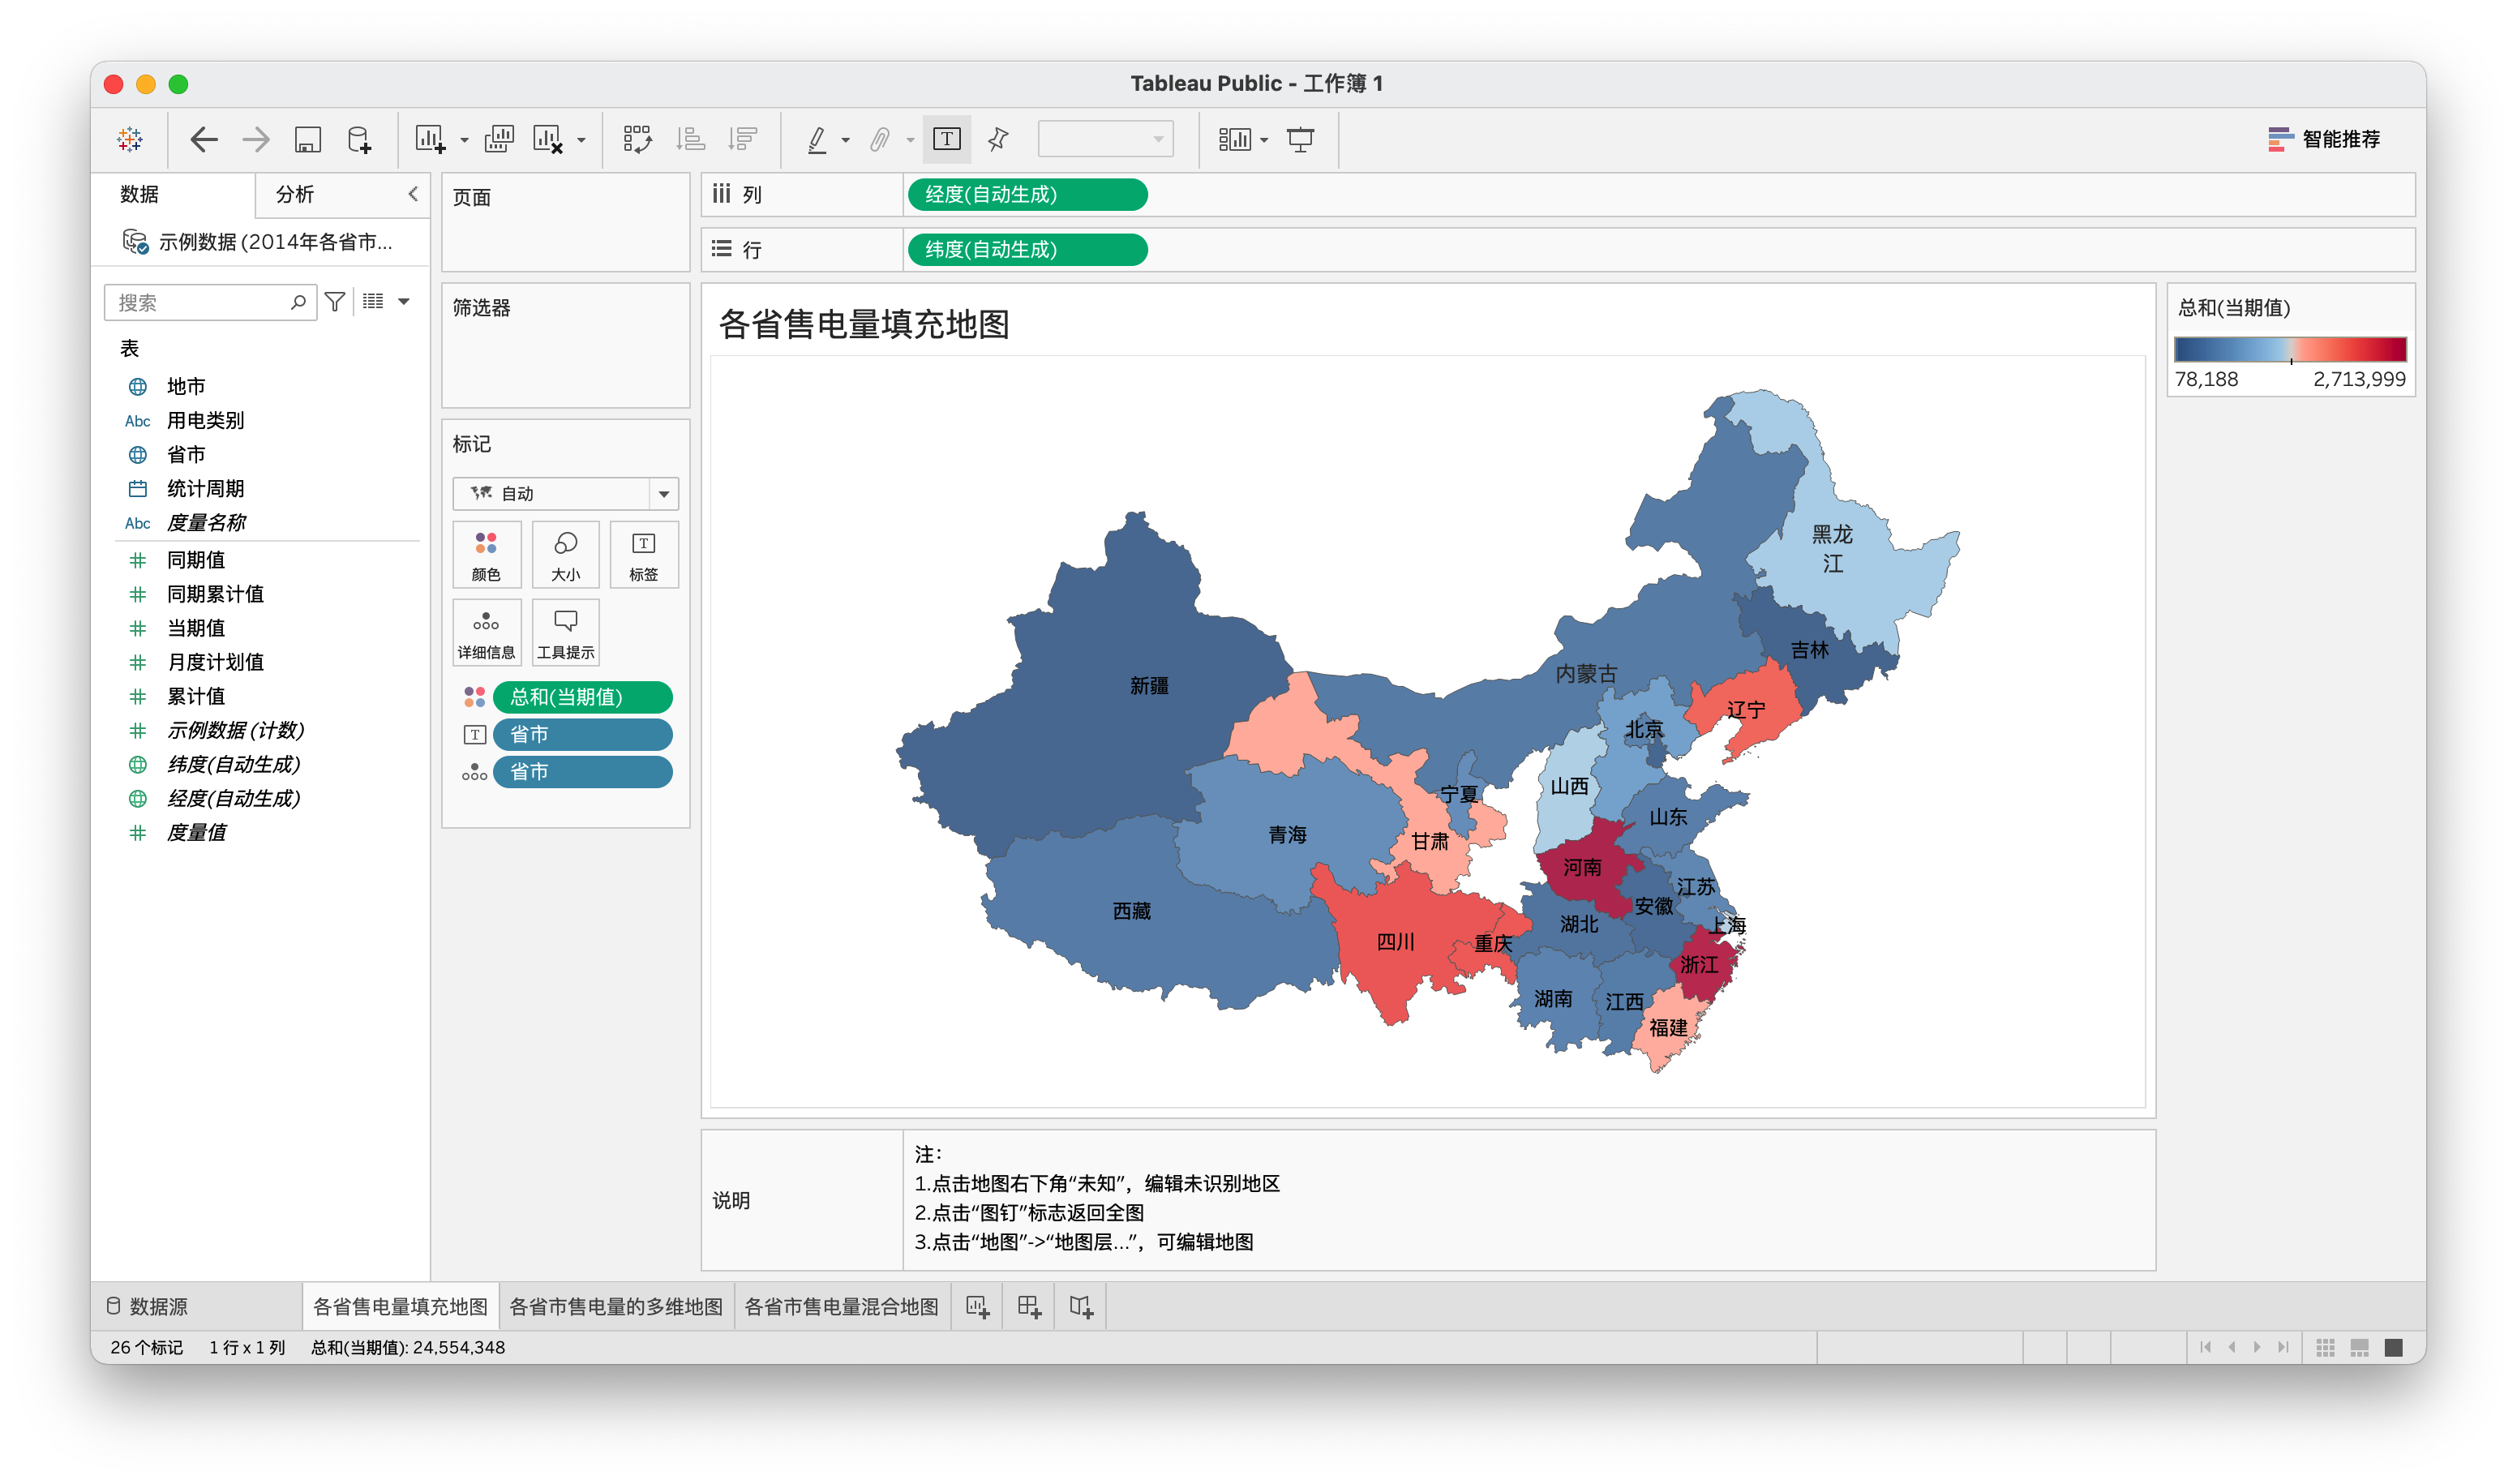 Tableau Public - 工作簿 1
智能推荐
数据
分析
示例数据 (2014年各省市...
搜索
表
地市
Abc 用电类别
省市
统计周期
Abc 度量名称
同期值
同期累计值
当期值
月度计划值
累计值
示例数据 (计数)
纬度(自动生成)
经度(自动生成)
度量值
页面
筛选器
标记
自动
颜色
大小
标签
详细信息
工具提示
总和(当期值)
省市
省市
列
经度(自动生成)
行
纬度(自动生成)
各省售电量填充地图
黑龙
江
吉林
内蒙古
新疆
辽宁
北京
山西
宁夏
山东
青海
甘肃
河南
江苏
安徽
西藏
湖北
上海
四川
重庆
浙江
湖南
江西
福建
总和(当期值)
78,188
2,713,999
说明
注：
1.点击地图右下角“未知”，编辑未识别地区
2.点击“图钉”标志返回全图
3.点击“地图”->“地图层...”，可编辑地图
数据源
各省售电量填充地图
各省市售电量的多维地图
各省市售电量混合地图
26 个标记
1 行 x 1 列
总和(当期值): 24,554,348